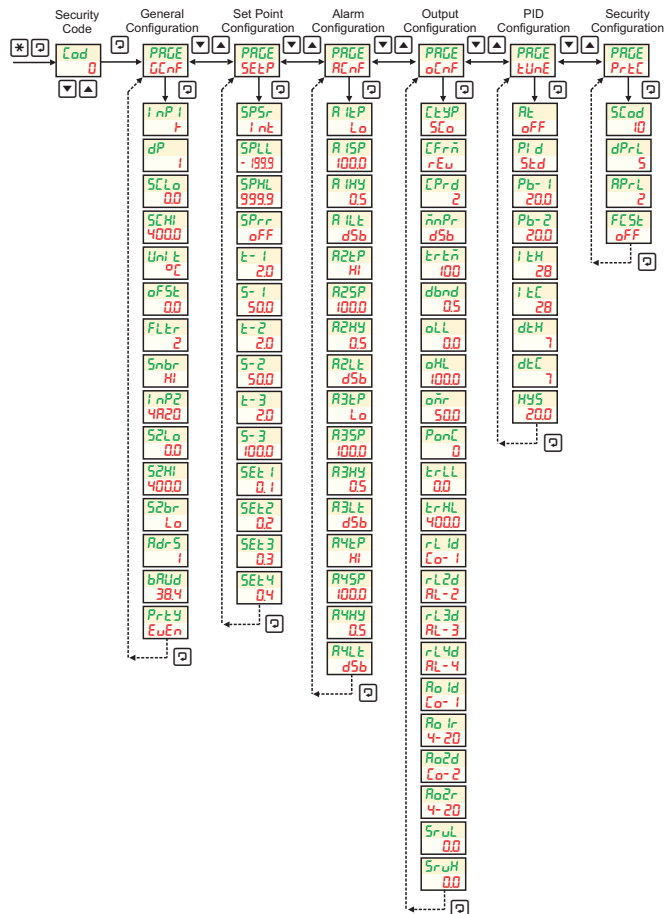 Security
Code
General
Configuration
Set Point
Configuration
Alarm
Configuration
Output
Configuration
PID
Configuration
Security
Configuration
Cod
0
PAGE
GCnF
PAGE
SEtP
PAGE
ACnF
PAGE
oCnF
PAGE
tUnE
PAGE
PrtC
InP1
dP
1
SCLo
0.0
SCHI
400.0
UnIt
°C
oFSt
0.0
FLtr
2
Snbr
HI
InP2
4A20
S2Lo
0.0
S2HI
400.0
S2br
Lo
AdrS
1
bAUd
38.4
PrtY
EvEn
SPSr
Int
SPLL
-199.9
SPHL
999.9
SPrr
oFF
t-1
2.0
S-1
50.0
t-2
2.0
S-2
50.0
t-3
2.0
S-3
100.0
SEt1
0.1
SEt2
0.2
SEt3
0.3
SEt4
0.4
A1tP
Lo
A1SP
100.0
A1HY
0.5
A1Lt
dSb
A2tP
HI
A2SP
100.0
A2HY
0.5
A2Lt
dSb
A3tP
Lo
A3SP
100.0
A3HY
0.5
A3Lt
dSb
A4tP
HI
A4SP
100.0
A4HY
0.5
A4Lt
dSb
CtYP
SCo
CFrm
rEv
CPrd
2
mnPr
dSb
trtm
100
dbnd
0.5
oLL
0.0
oHL
100.0
omr
50.0
PonC
0
trLL
0.0
trHL
400.0
rL1d
Co-1
rL2d
AL-2
rL3d
AL-3
rL4d
AL-4
Ao1d
Co-1
Ao1r
4-20
Ao2d
Co-2
Ao2r
4-20
SrvL
0.0
SrvH
0.0
At
oFF
PId
Std
Pb-1
20.0
Pb-2
20.0
ItH
28
ItC
28
dtH
7
dtC
7
HYS
20.0
SCod
10
dPrL
5
APrL
2
FCSt
oFF